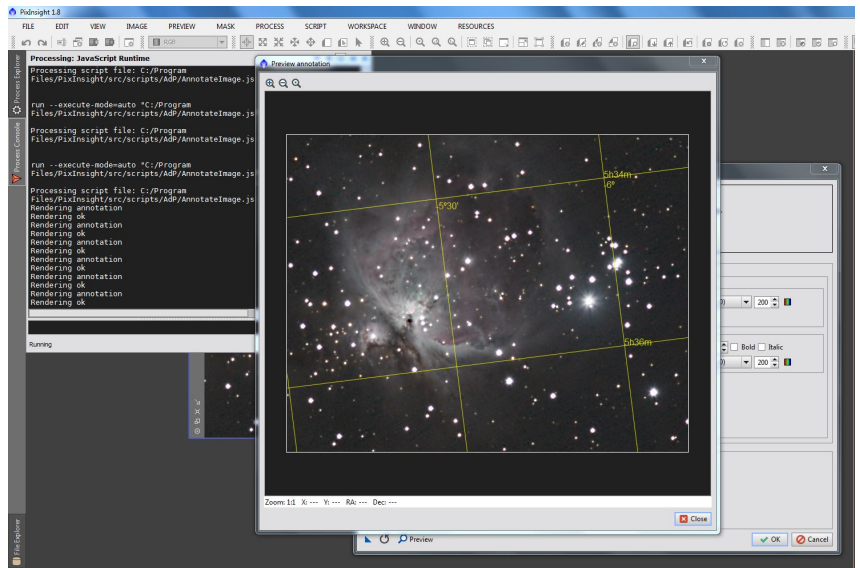 PixInsight 1.8
FILE EDIT VIEW IMAGE PREVIEW MASK PROCESS SCRIPT WORKSPACE WINDOW RESOURCES
RGB
Process Explorer
Process Console
File Explorer
Processing: JavaScript Runtime
Processing script file: C:/Program
Files/PixInsight/src/scripts/AdP/AnnotateImage.js
run --execute-mode=auto "C:/Program
Files/PixInsight/src/scripts/AdP/AnnotateImage.js
Processing script file: C:/Program
Files/PixInsight/src/scripts/AdP/AnnotateImage.js
run --execute-mode=auto "C:/Program
Files/PixInsight/src/scripts/AdP/AnnotateImage.js
Processing script file: C:/Program
Files/PixInsight/src/scripts/AdP/AnnotateImage.js
Rendering annotation
Rendering ok
Rendering annotation
Rendering ok
Rendering annotation
Rendering ok
Rendering annotation
Rendering ok
Rendering annotation
Rendering ok
Rendering annotation
Rendering ok
Running
Preview annotation
5h34m
-6º
-5º30'
5h36m
Zoom: 1:1 X: --- Y: --- RA: --- Dec: ---
Close
200
Bold Italic
200
Preview
OK Cancel